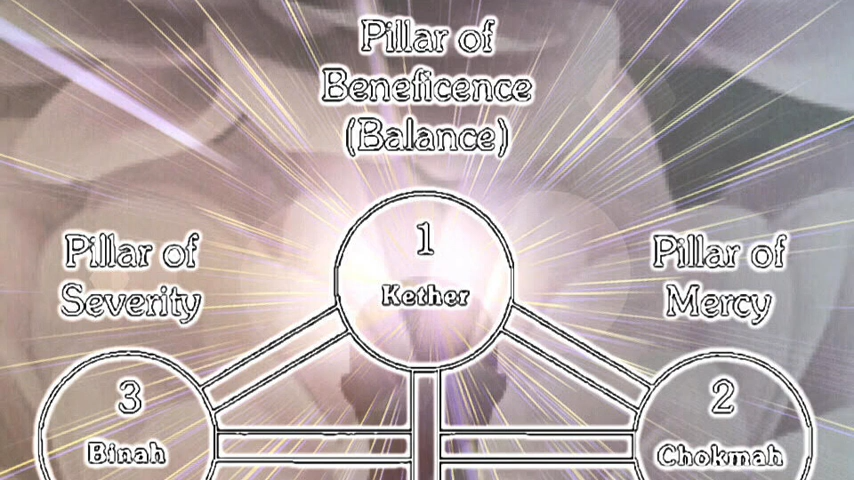 Pillar of
Beneficence
(Balance)
Pillar of
Severity
Pillar of
Mercy
1
Kether
3
Binah
2
Chokmah